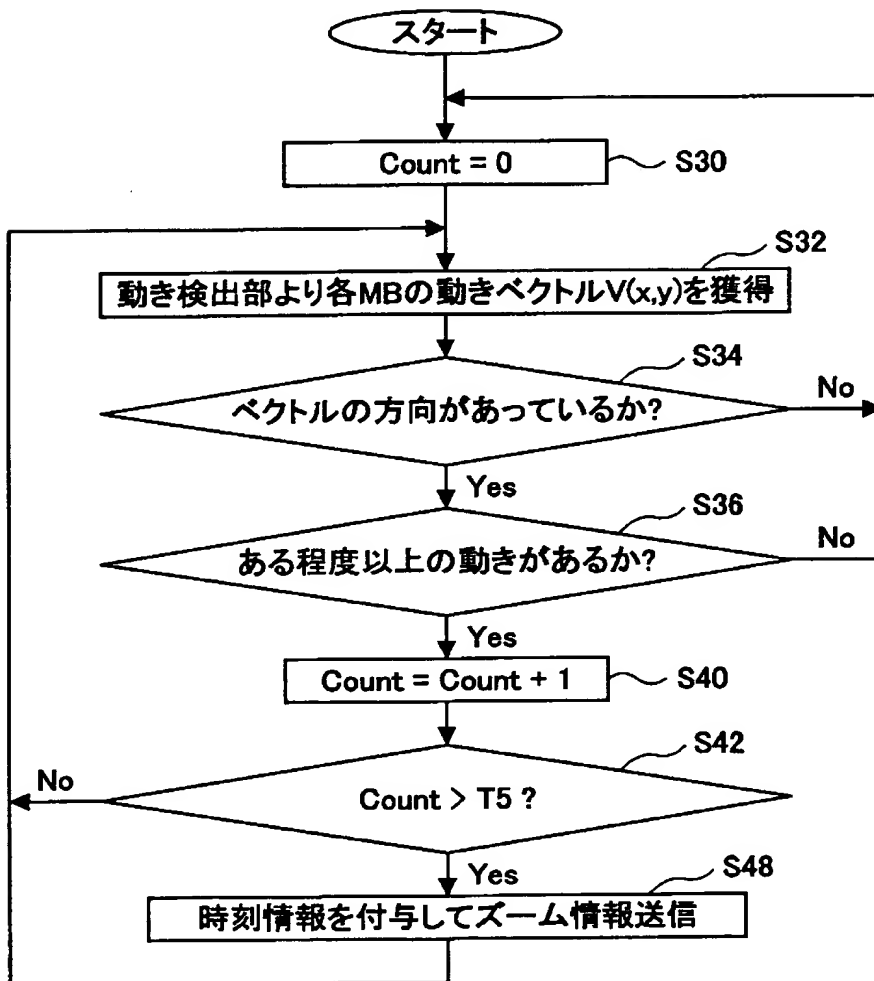 スタート
Count = 0
S30
S32
動き検出部より各MBの動きベクトルV(x,y)を獲得
S34
ベクトルの方向があっているか?
No
Yes
S36
ある程度以上の動きがあるか?
No
Yes
Count = Count + 1
S40
S42
No
Count > T5 ?
Yes
S48
時刻情報を付与してズーム情報送信